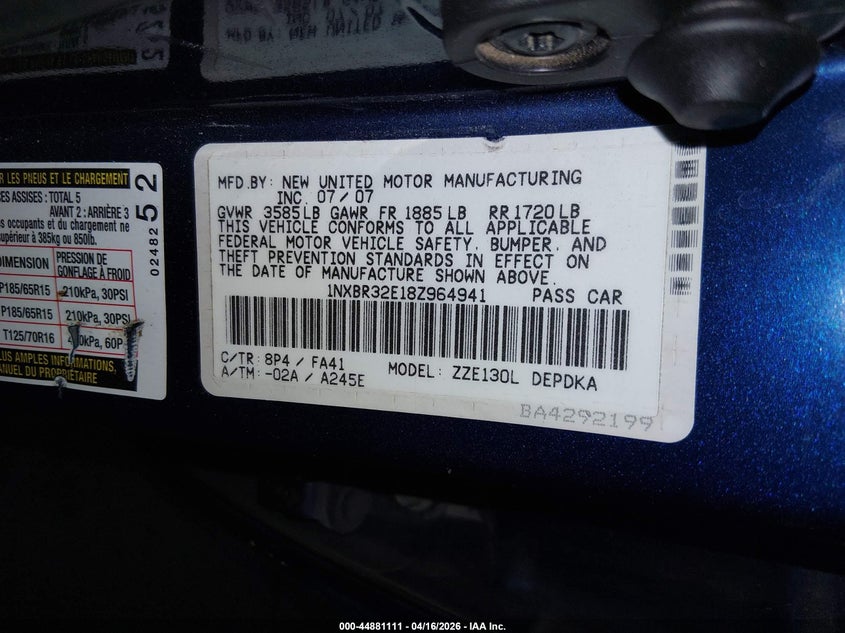 R LES PNEUS ET LE CHARGEMENT
CES ASSISES: TOTAL 5
AVANT 2: ARRIÈRE 3
occupants et du chargement ne
supérieur à 385kg ou 850lb.
DIMENSION PRESSION DE GONFLAGE À FROID
P185/65R15 210kPa, 30PSI
P185/65R15 210kPa, 30PSI
T125/70R16 kPa, 60P
LUS AMPLES INFORMATIONS,
ANUEL DU PROPRIÉTAIRE
02482 52
MFD.BY: NEW UNITED MOTOR MANUFACTURING
INC. 07/07
GVWR 3585LB GAWR FR 1885LB RR1720LB
THIS VEHICLE CONFORMS TO ALL APPLICABLE
FEDERAL MOTOR VEHICLE SAFETY, BUMPER, AND
THEFT PREVENTION STANDARDS IN EFFECT ON
THE DATE OF MANUFACTURE SHOWN ABOVE.
1NXBR32E18Z964941 PASS CAR
C/TR: 8P4 / FA41
A/TM: -02A / A245E
MODEL: ZZE130L DEPDKA
BA4292199
000-44881111 - 04/16/2026 - IAA Inc.